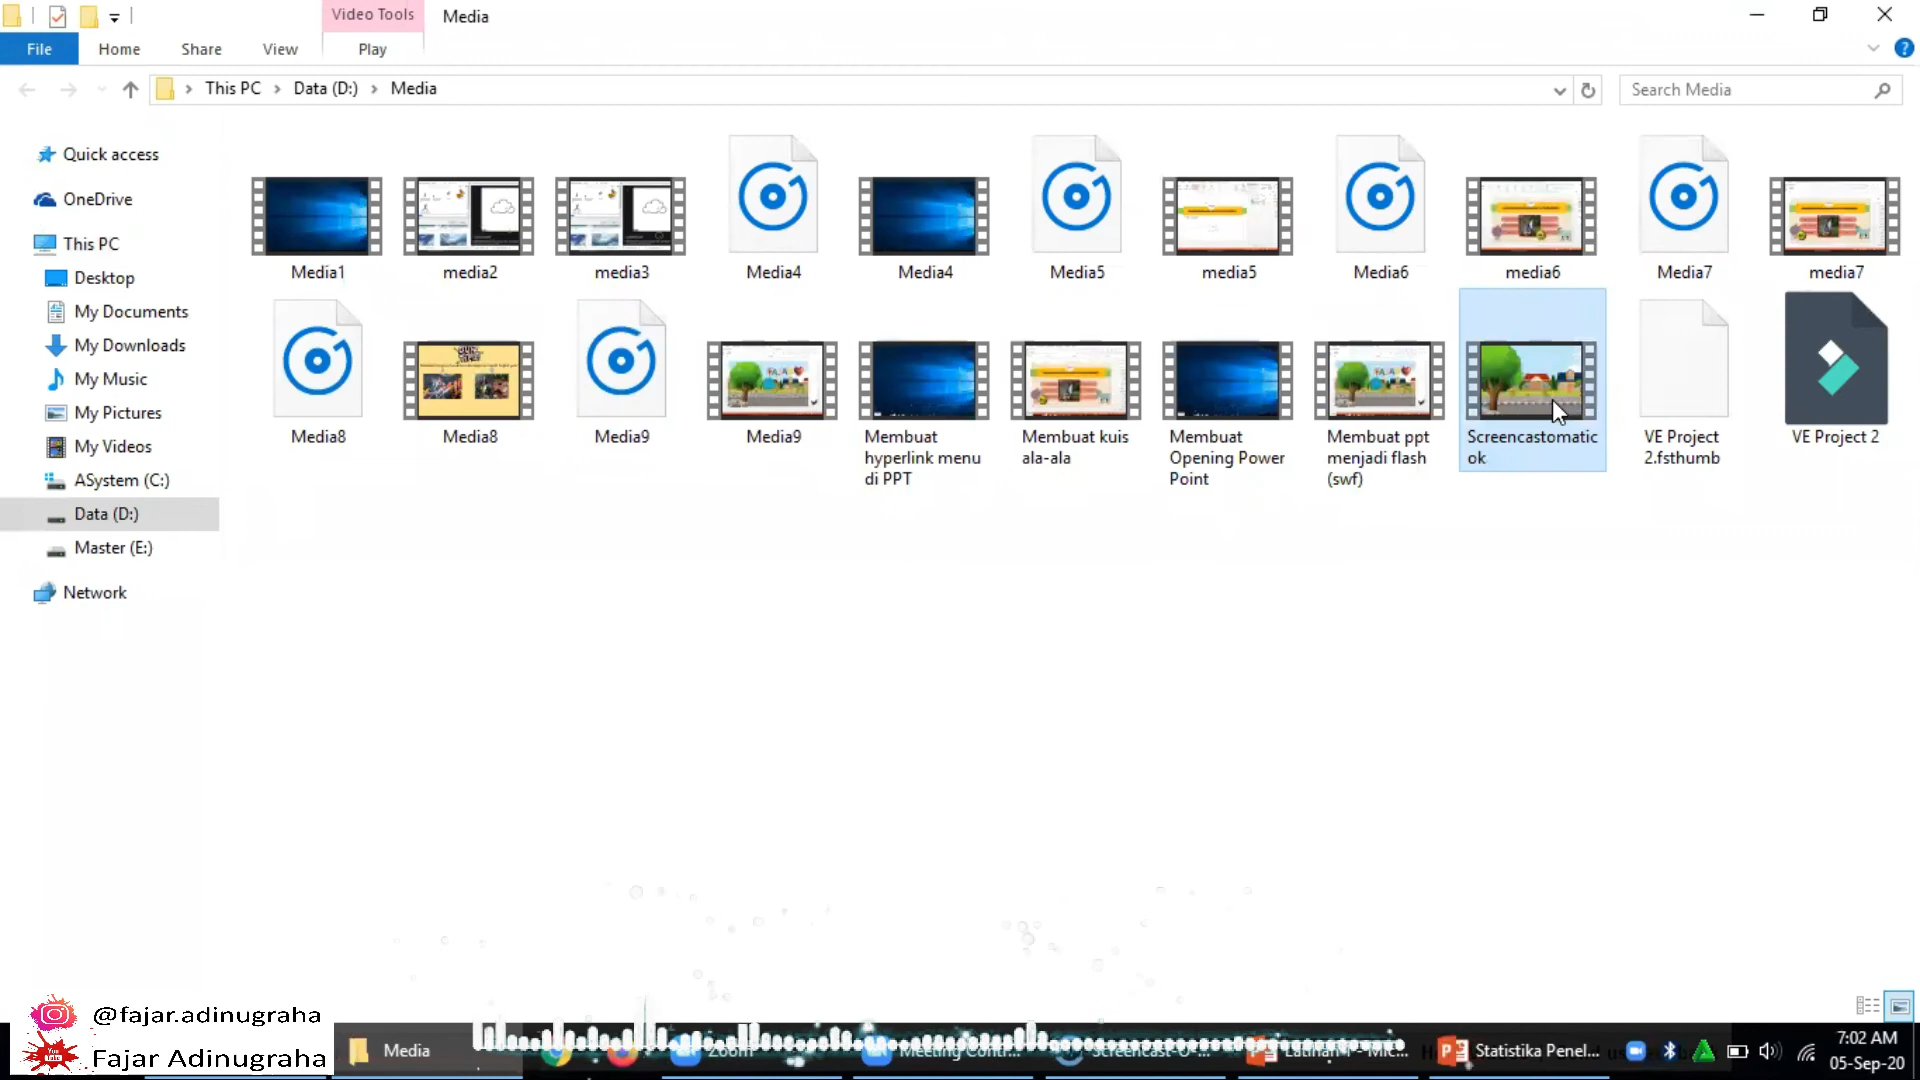 Video Tools
Media
File
Home
Share
View
Play
This PC
Data (D:)
Media
Search Media
Quick access
OneDrive
This PC
Desktop
My Documents
My Downloads
My Music
My Pictures
My Videos
ASystem (C:)
Data (D:)
Master (E:)
Network
Media1
media2
media3
Media4
Media4
Media5
media5
Media6
media6
Media7
media7
Media8
Media8
Media9
Media9
Membuat
hyperlink menu
di PPT
Membuat kuis
ala-ala
Membuat
Opening Power
Point
Membuat ppt
menjadi flash
(swf)
Screencastomatic
ok
VE Project
2.fsthumb
VE Project 2
@fajar.adinugraha
Fajar Adinugraha
Media
Zoom
Meeting Contr...
Screencast-O-...
Statistika Penel...
7:02 AM
05-Sep-20